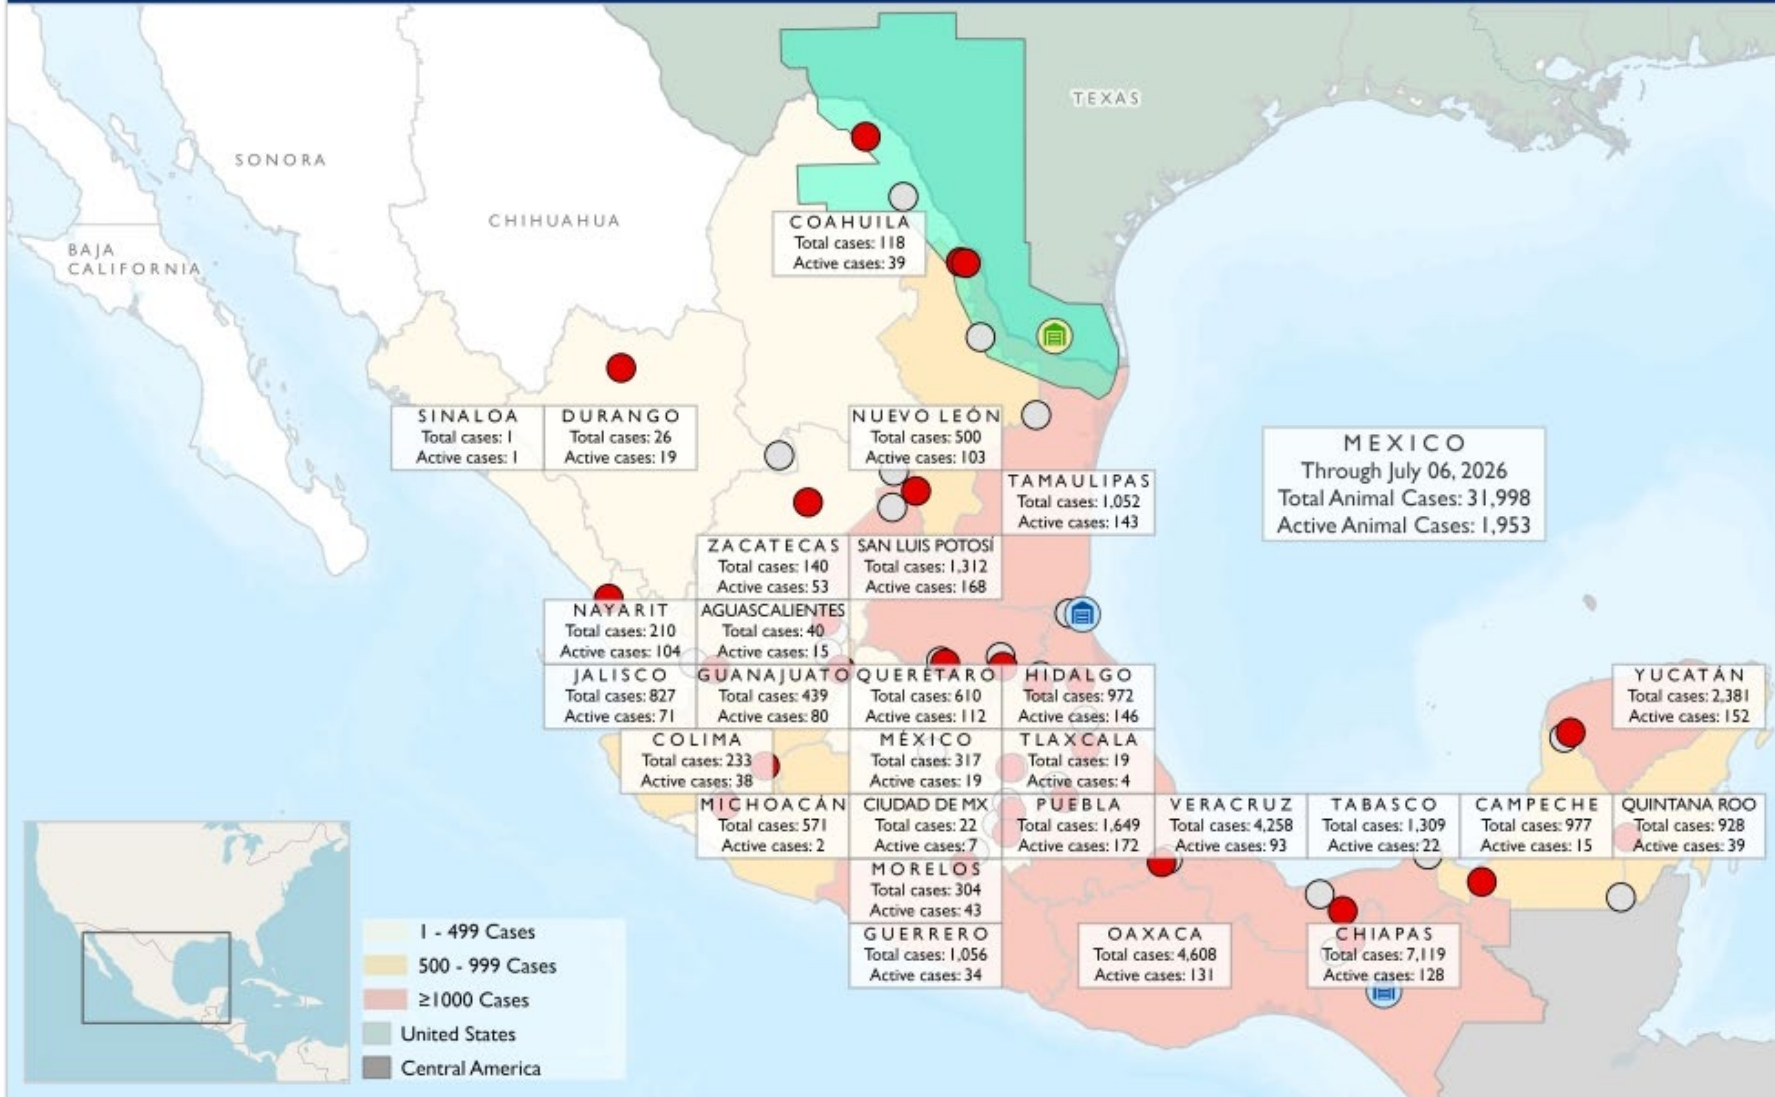 TEXAS
SONORA
CHIHUAHUA
BAJA
CALIFORNIA
COAHUILA
Total cases: 118
Active cases: 39
SINALOA
Total cases: 1
Active cases: 1
DURANGO
Total cases: 26
Active cases: 19
NUEVO LEÓN
Total cases: 500
Active cases: 103
TAMAULIPAS
Total cases: 1,052
Active cases: 143
MEXICO
Through July 06, 2026
Total Animal Cases: 31,998
Active Animal Cases: 1,953
ZACATECAS
Total cases: 140
Active cases: 53
SAN LUIS POTOSÍ
Total cases: 1,312
Active cases: 168
NAYARIT
Total cases: 210
Active cases: 104
AGUASCALIENTES
Total cases: 40
Active cases: 15
JALISCO
Total cases: 827
Active cases: 71
GUANAJUATO
Total cases: 439
Active cases: 80
QUERÉTARO
Total cases: 610
Active cases: 112
HIDALGO
Total cases: 972
Active cases: 146
YUCATÁN
Total cases: 2,381
Active cases: 152
COLIMA
Total cases: 233
Active cases: 38
MÉXICO
Total cases: 317
Active cases: 19
TLAXCALA
Total cases: 19
Active cases: 4
MICHOACÁN
Total cases: 571
Active cases: 2
CIUDAD DE MX
Total cases: 22
Active cases: 7
PUEBLA
Total cases: 1,649
Active cases: 172
VERACRUZ
Total cases: 4,258
Active cases: 93
TABASCO
Total cases: 1,309
Active cases: 22
CAMPECHE
Total cases: 977
Active cases: 15
QUINTANA ROO
Total cases: 928
Active cases: 39
MORELOS
Total cases: 304
Active cases: 43
GUERRERO
Total cases: 1,056
Active cases: 34
OAXACA
Total cases: 4,608
Active cases: 131
CHIAPAS
Total cases: 7,119
Active cases: 128
1 - 499 Cases
500 - 999 Cases
≥1000 Cases
United States
Central America